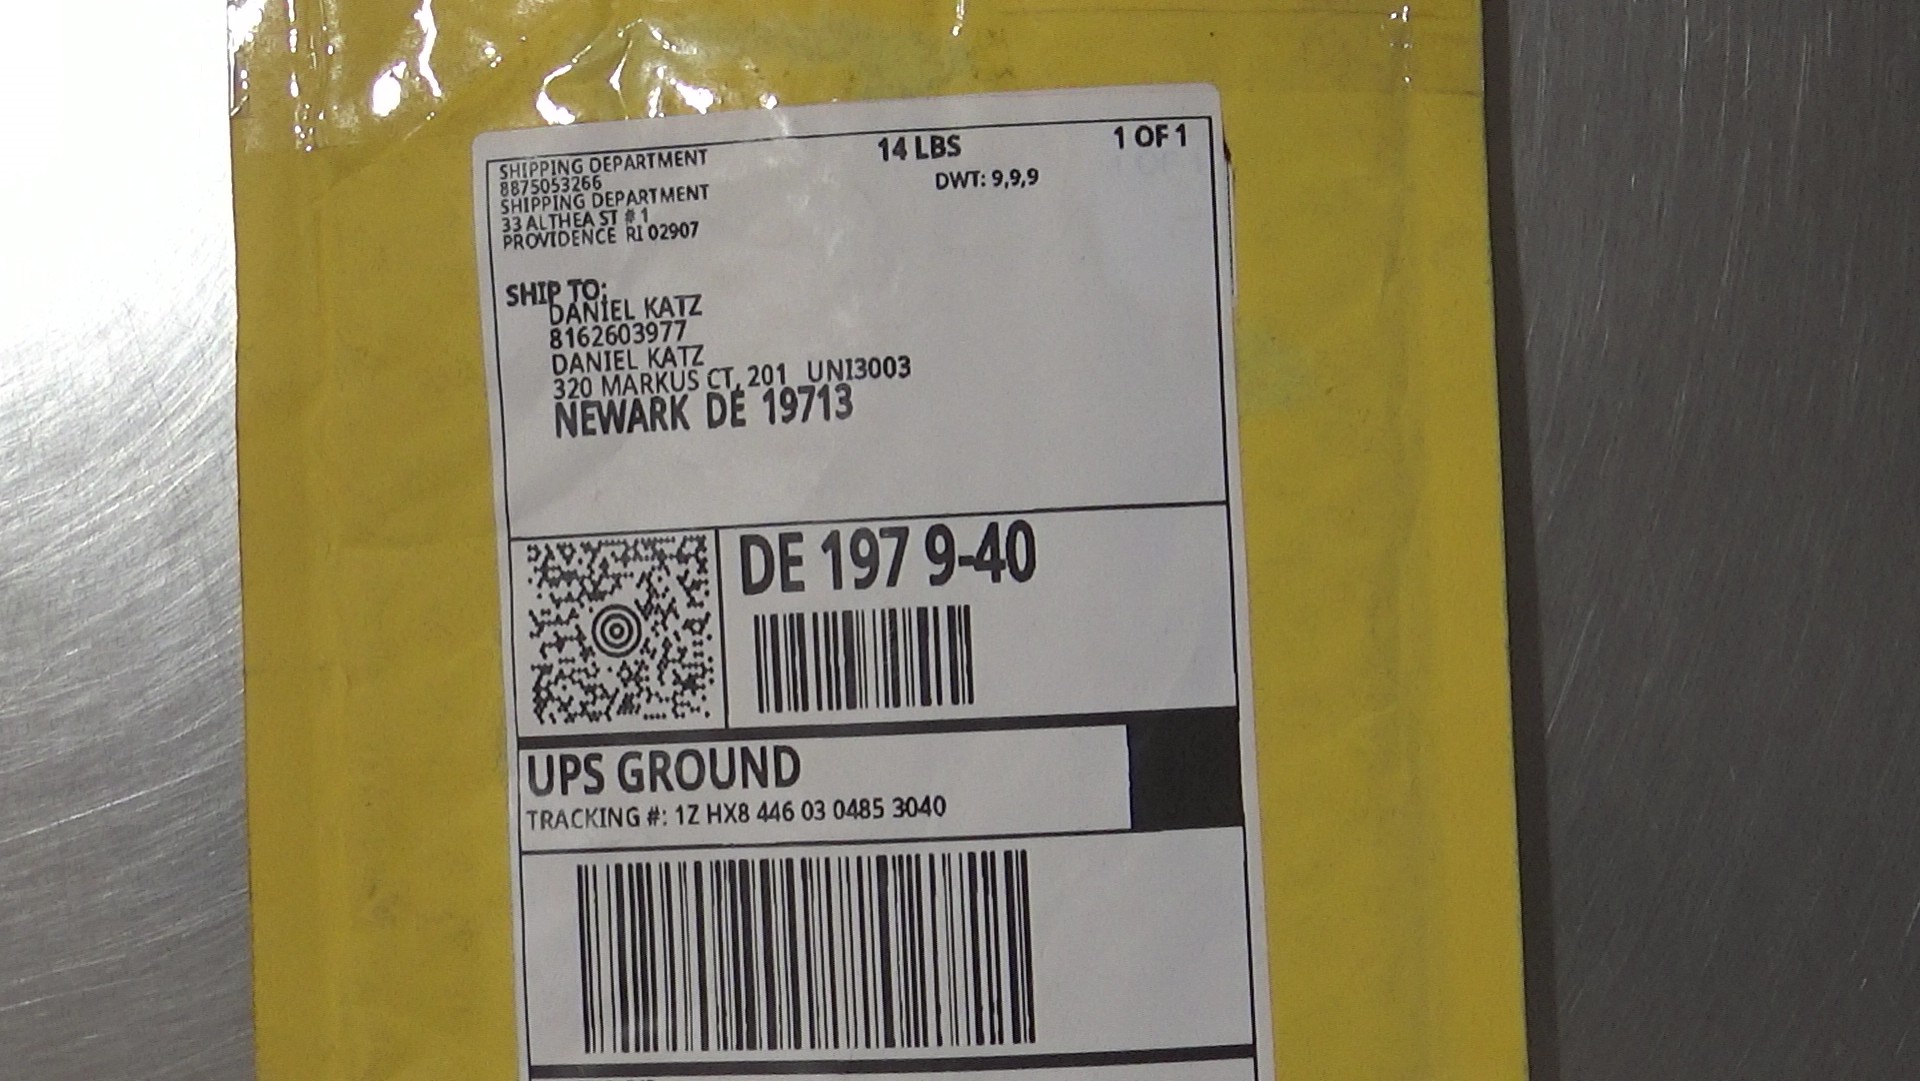 SHIPPING DEPARTMENT
8875053266
SHIPPING DEPARTMENT
33 ALTHEA ST # 1
PROVIDENCE RI 02907
14 LBS
1 OF 1
DWT: 9,9,9
SHIP TO:
DANIEL KATZ
8162603977
DANIEL KATZ
320 MARKUS CT, 201 UNI3003
NEWARK DE 19713
DE 197 9-40
UPS GROUND
TRACKING #: 1Z HX8 446 03 0485 3040